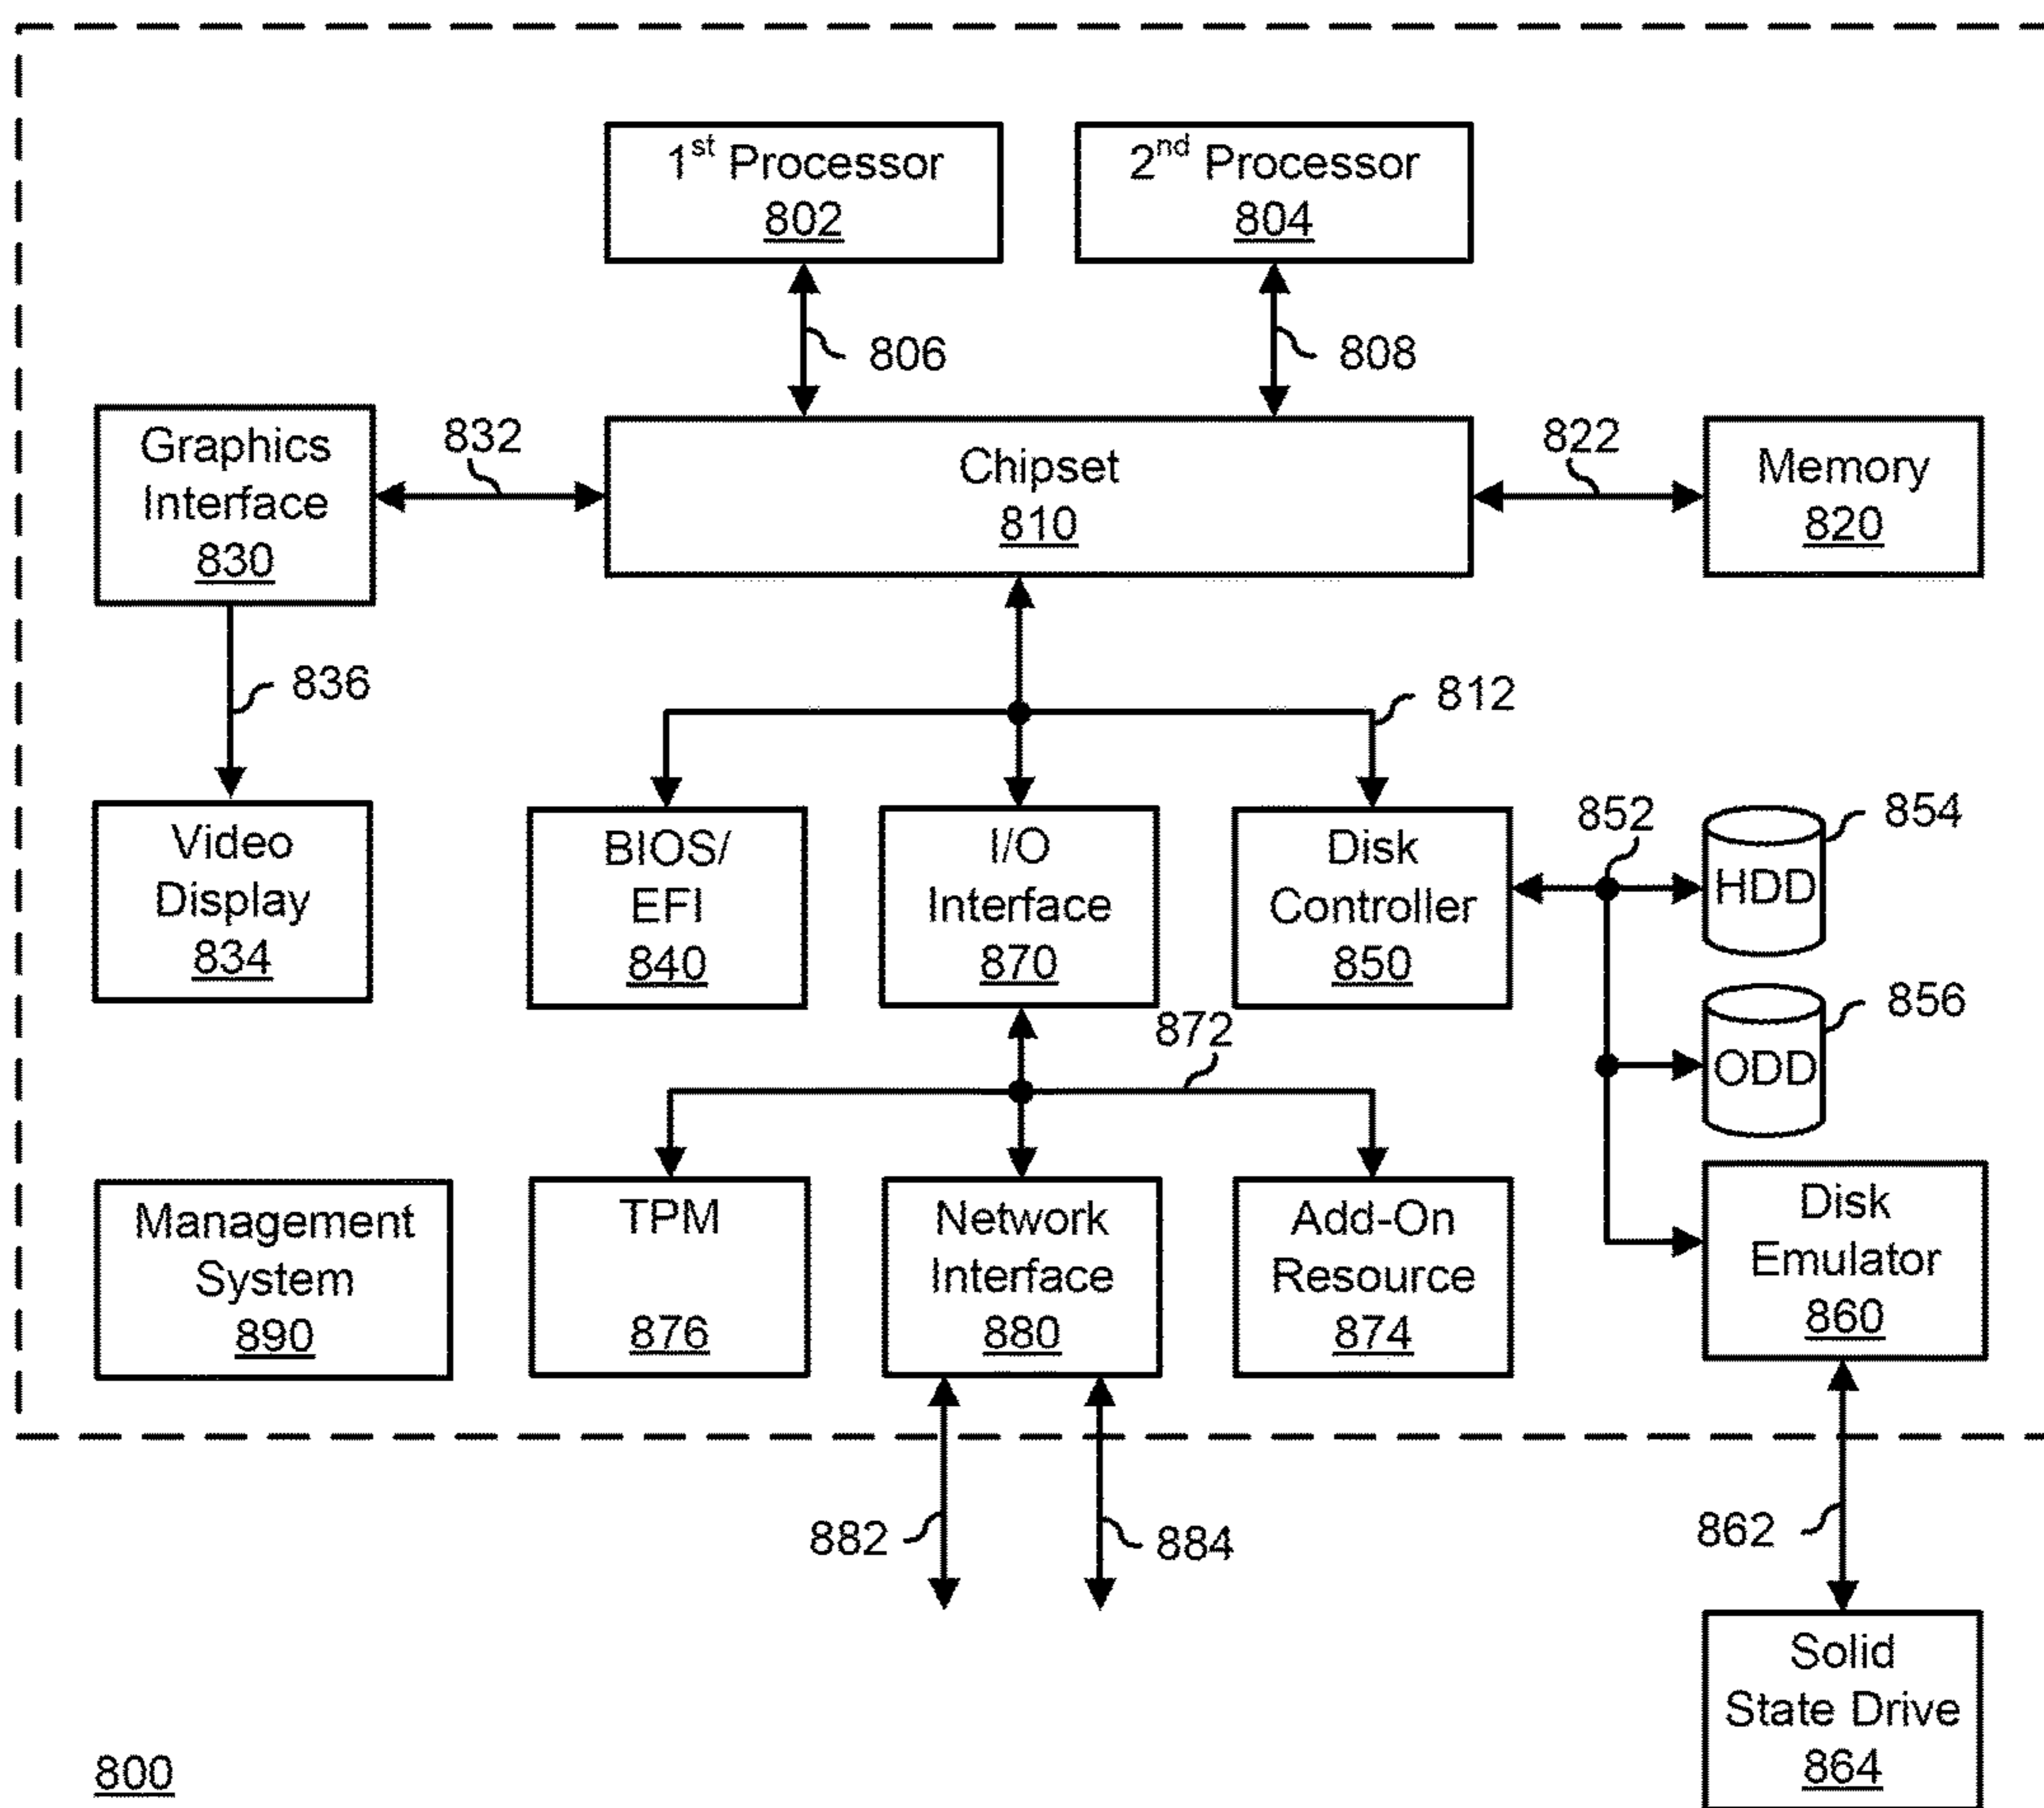 1st Processor
802
2nd Processor
804
806
808
Graphics
Interface
830
832
Chipset
810
822
Memory
820
836
812
Video
Display
834
BIOS/
EFI
840
I/O
Interface
870
Disk
Controller
850
852
HDD
854
ODD
856
872
Management
System
890
TPM
876
Network
Interface
880
Add-On
Resource
874
Disk
Emulator
860
882
884
862
Solid
State Drive
864
800